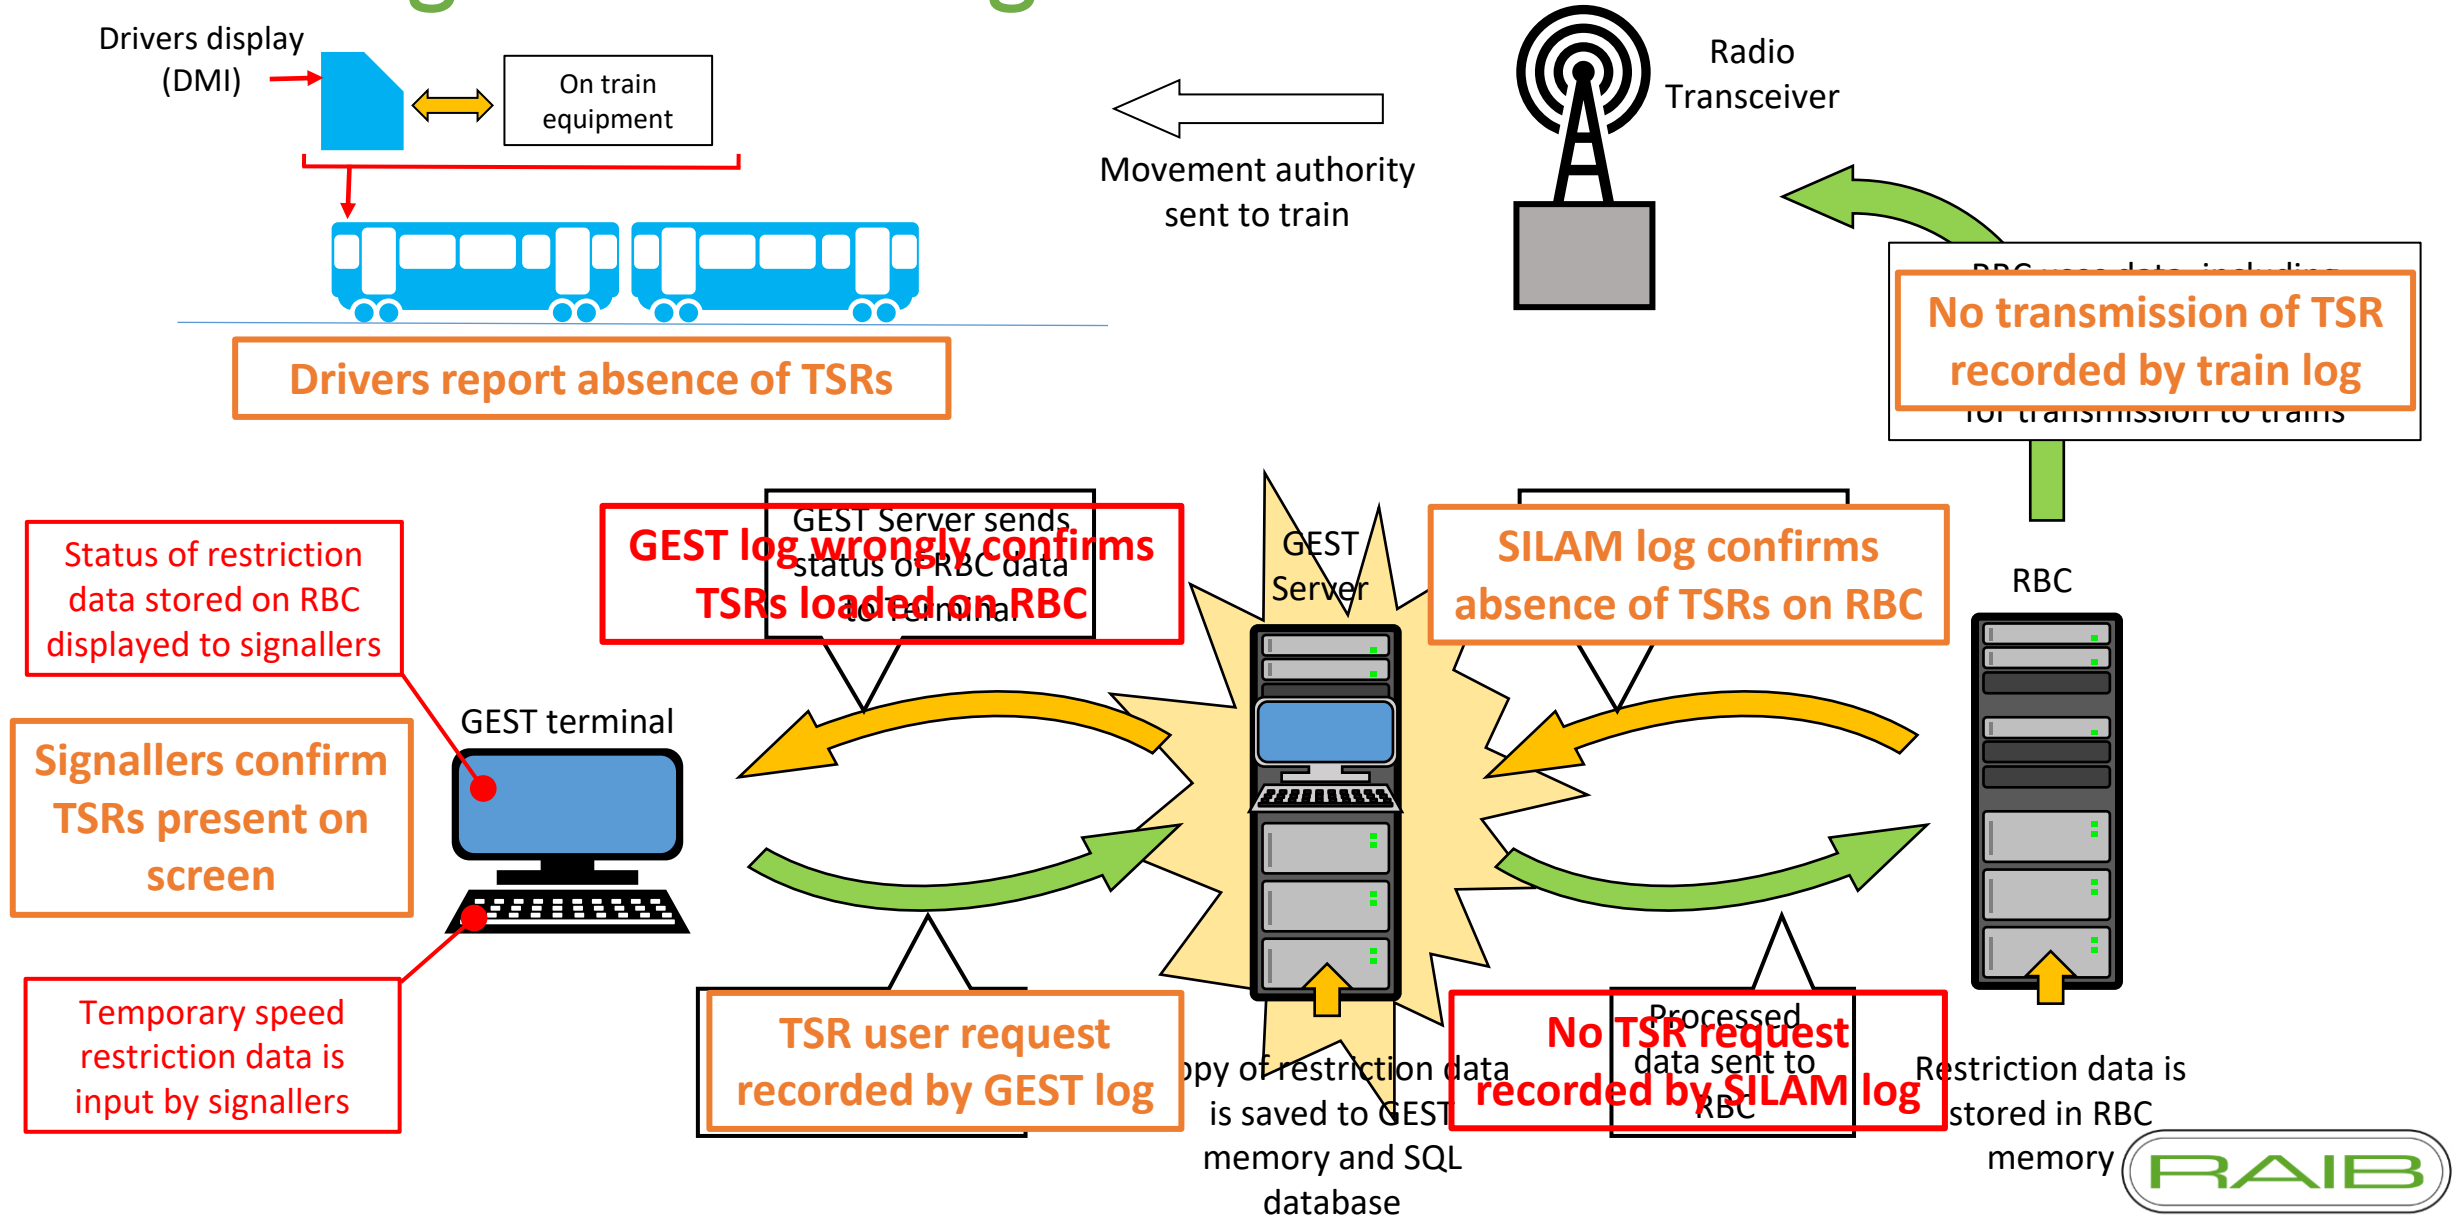 Drivers display
(DMI)
On train
equipment
Radio
Transceiver
Movement authority
sent to train
RBC uses data, including
No transmission of TSR
recorded by train log
for transmission to trains
Drivers report absence of TSRs
Status of restriction
data stored on RBC
displayed to signallers
GEST Server sends
status of RBC data
to Terminal
GEST log wrongly confirms
TSRs loaded on RBC
GEST
Server
SILAM log confirms
absence of TSRs on RBC
RBC
GEST terminal
Signallers confirm
TSRs present on
screen
Temporary speed
restriction data is
input by signallers
TSR user request
recorded by GEST log
opy of restriction data
is saved to GEST
memory and SQL
database
Processed
data sent to
RBC
No TSR request
recorded by SILAM log
Restriction data is
stored in RBC
memory
RAIB